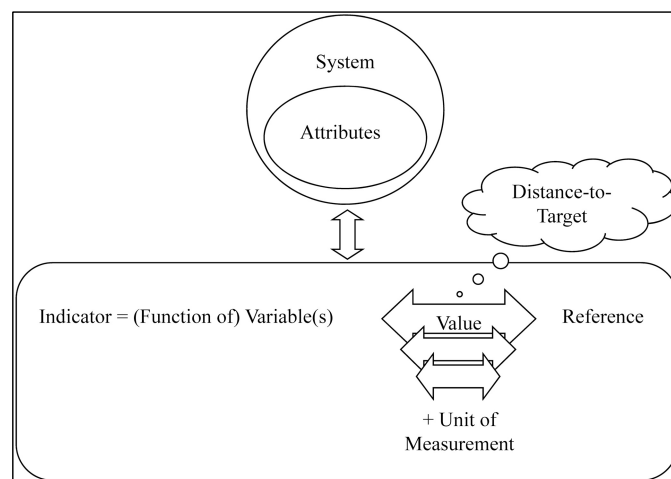 System
Attributes
Distance-to-
Target
Indicator = (Function of) Variable(s)
Value
Reference
+ Unit of
Measurement